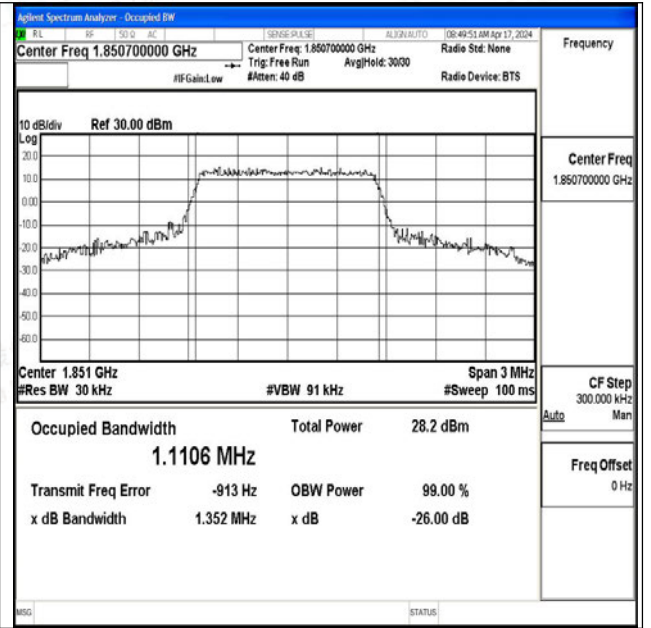 Agilent Spectrum Analyzer - Occupied BW
RL RF 50 Ω AC SENSE:PULSE ALIGN AUTO 08:49:51 AM Apr 17, 2024
Center Freq 1.850700000 GHz
Center Freq: 1.850700000 GHz
Radio Std: None
Trig: Free Run Avg|Hold: 30/30
#IFGain:Low
#Atten: 40 dB
Radio Device: BTS
Frequency
10 dB/div Ref 30.00 dBm
Log
20.0
10.0
0.00
-10.0
-20.0
-30.0
-40.0
-50.0
-60.0
Center 1.851 GHz Span 3 MHz
#Res BW 30 kHz #VBW 91 kHz #Sweep 100 ms
Occupied Bandwidth Total Power 28.2 dBm
1.1106 MHz
Transmit Freq Error -913 Hz OBW Power 99.00 %
x dB Bandwidth 1.352 MHz x dB -26.00 dB
Center Freq
1.850700000 GHz
CF Step
300.000 kHz
Auto Man
Freq Offset
0 Hz
MSG STATUS